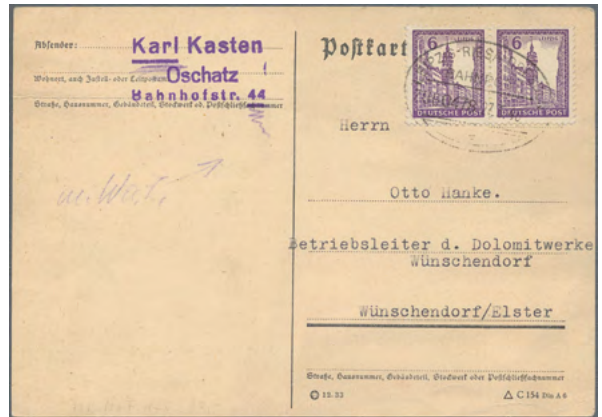 Absender:
Karl Kasten
Oschatz
Bahnhofstr. 44
Wohnort, auch Zustell- oder Leitpostamt
Straße, Hausnummer, Gebäudeteil, Stockwerk od. Postschließfachnummer
Postkart
6
DEUTSCHE POST
6
DEUTSCHE POST
Herrn
Otto Hanke.
Betriebsleiter d. Dolomitwerke
Wünschendorf
Wünschendorf/Elster
Straße, Hausnummer, Gebäudeteil, Stockwerk oder Postschließfachnummer
C 154 Din A 6